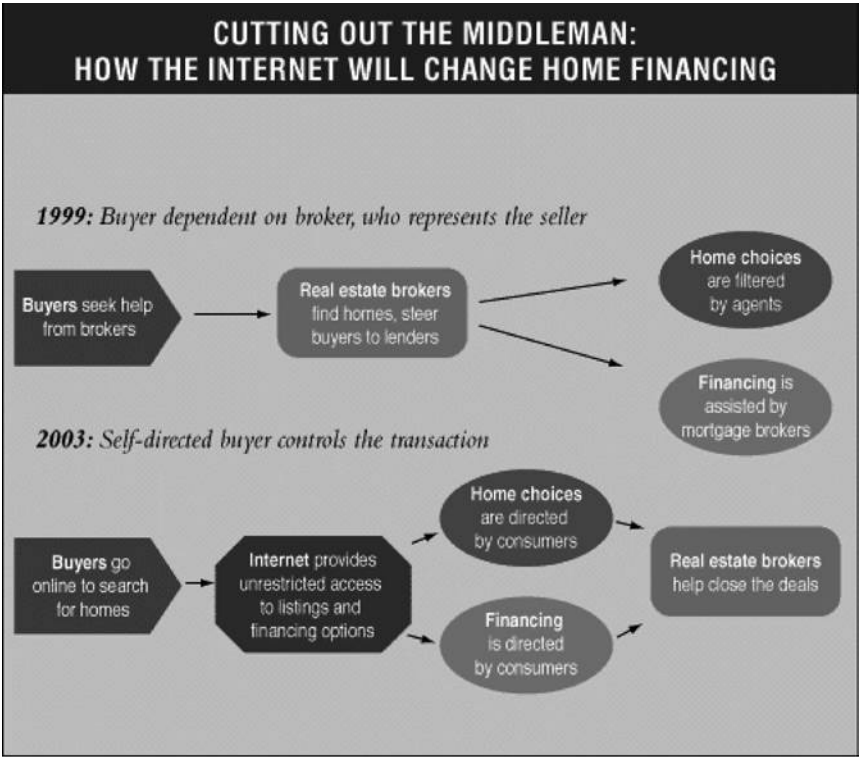 CUTTING OUT THE MIDDLEMAN:
HOW THE INTERNET WILL CHANGE HOME FINANCING
1999: Buyer dependent on broker, who represents the seller
Buyers seek help
from brokers
Real estate brokers
find homes, steer
buyers to lenders
Home choices
are filtered
by agents
Financing is
assisted by
mortgage brokers
2003: Self-directed buyer controls the transaction
Buyers go
online to search
for homes
Internet provides
unrestricted access
to listings and
financing options
Home choices
are directed
by consumers
Financing
is directed
by consumers
Real estate brokers
help close the deals